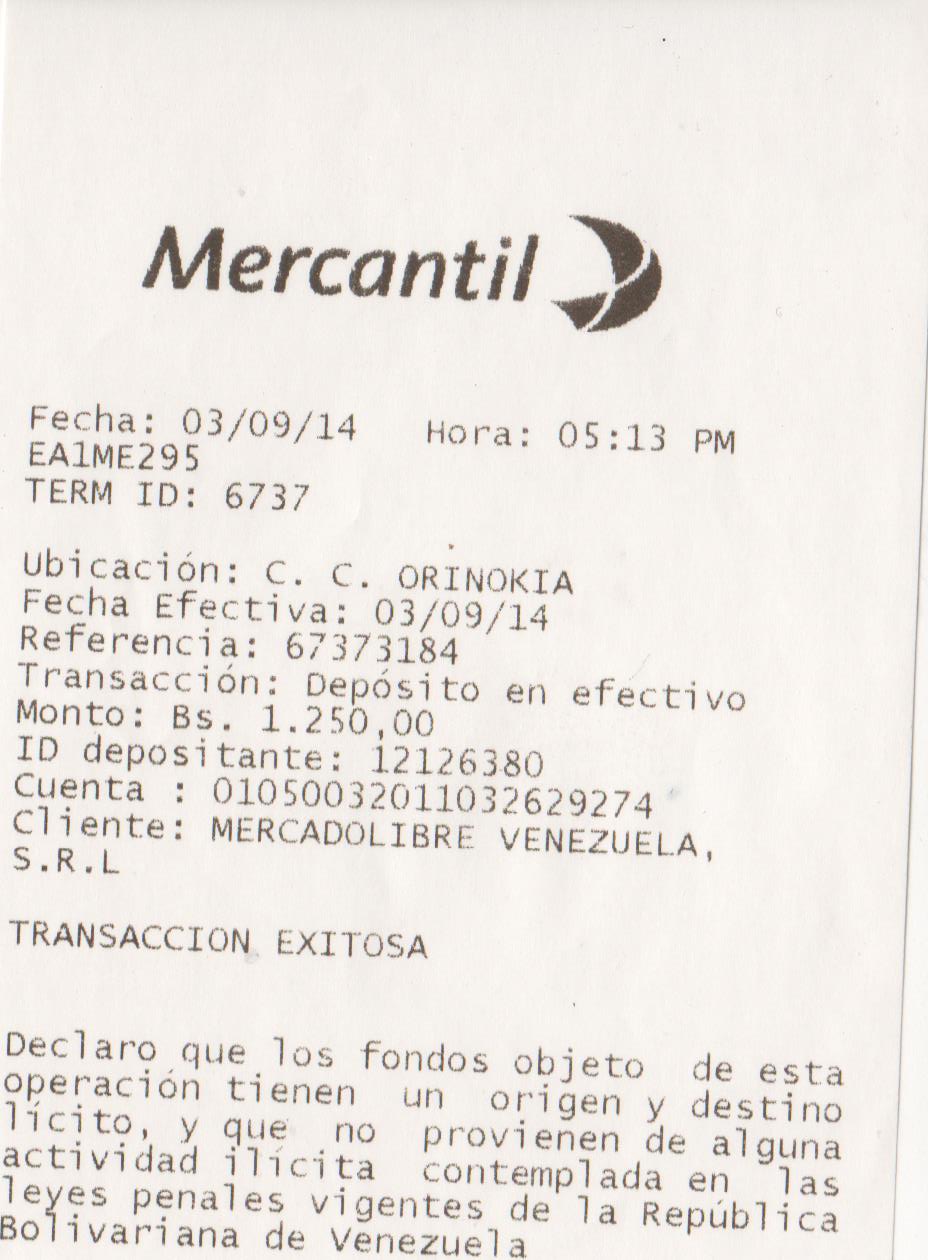 Mercantil
Fecha: 03/09/14 Hora: 05:13 PM
EA1ME295
TERM ID: 6737
Ubicación: C. C. ORINOKIA
Fecha Efectiva: 03/09/14
Referencia: 67373184
Transacción: Depósito en efectivo
Monto: Bs. 1.250,00
ID depositante: 12126380
Cuenta : 01050032011032629274
Cliente: MERCADOLIBRE VENEZUELA,
S.R.L
TRANSACCION EXITOSA
Declaro que los fondos objeto de esta
operación tienen un origen y destino
lícito, y que no provienen de alguna
actividad ilícita contemplada en las
leyes penales vigentes de la República
Bolivariana de Venezuela